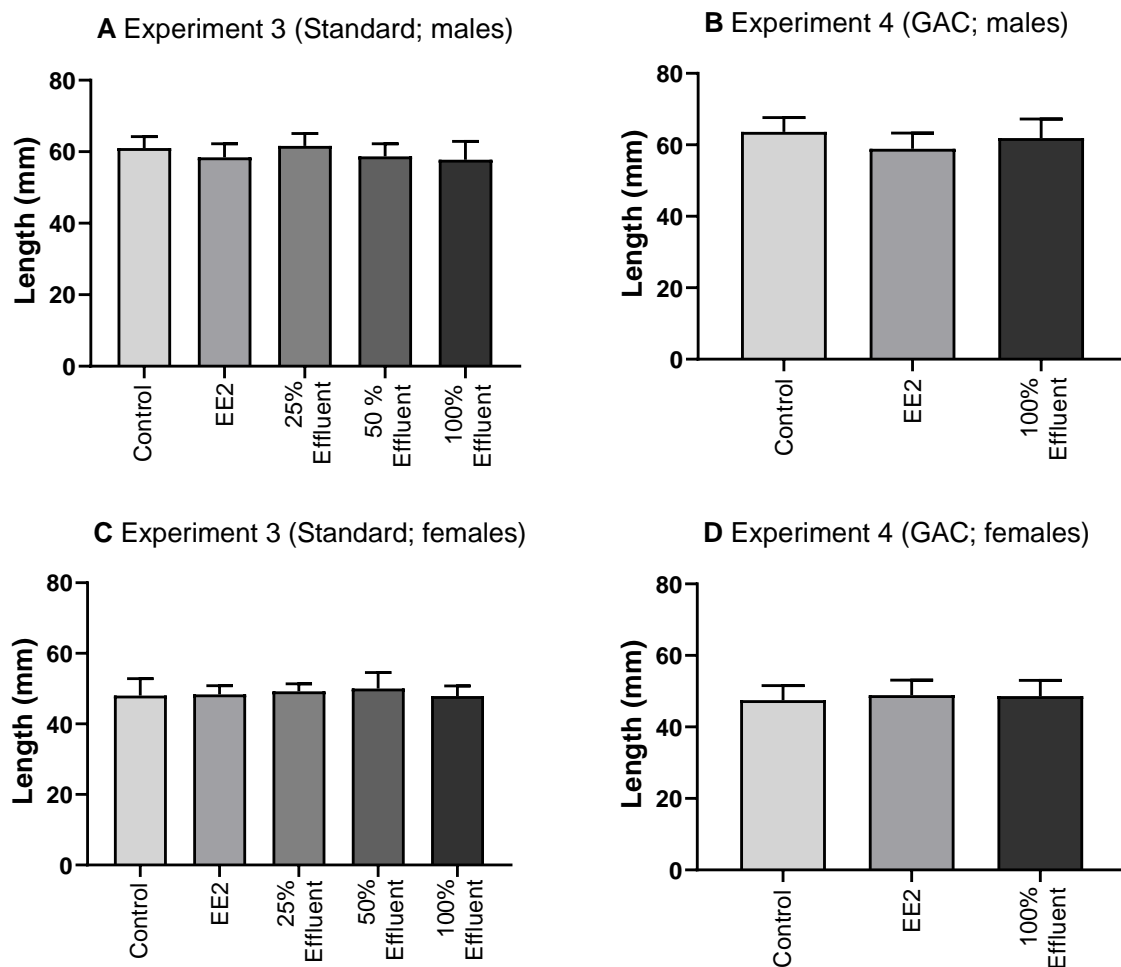 A Experiment 3 (Standard; males)
Length (mm)
80
60
40
20
0
Control
EE2
25%
Effluent
50 %
Effluent
100%
Effluent
B Experiment 4 (GAC; males)
Length (mm)
80
60
40
20
0
Control
EE2
100%
Effluent
C Experiment 3 (Standard; females)
Length (mm)
80
60
40
20
0
Control
EE2
25%
Effluent
50%
Effluent
100%
Effluent
D Experiment 4 (GAC; females)
Length (mm)
80
60
40
20
0
Control
EE2
100%
Effluent